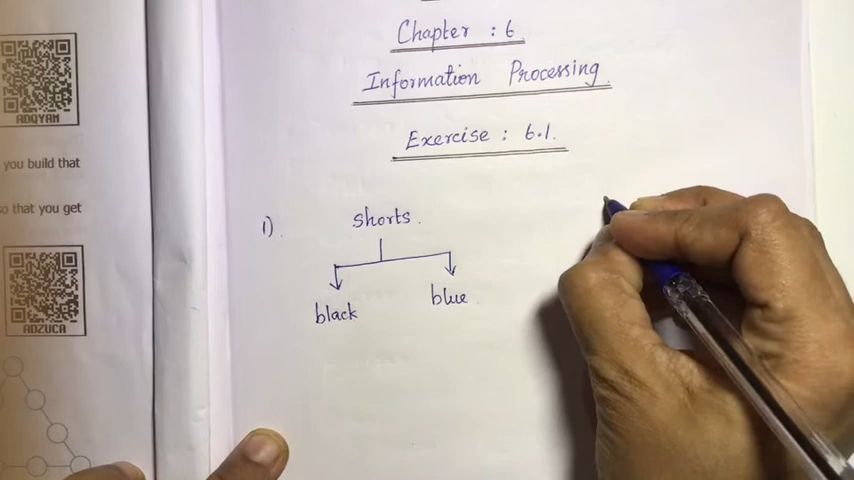 ADQYAM
you build that
so that you get
ADZUCA
Chapter : 6
Information Processing.
Exercise : 6.1.
1). shorts.
black blue.